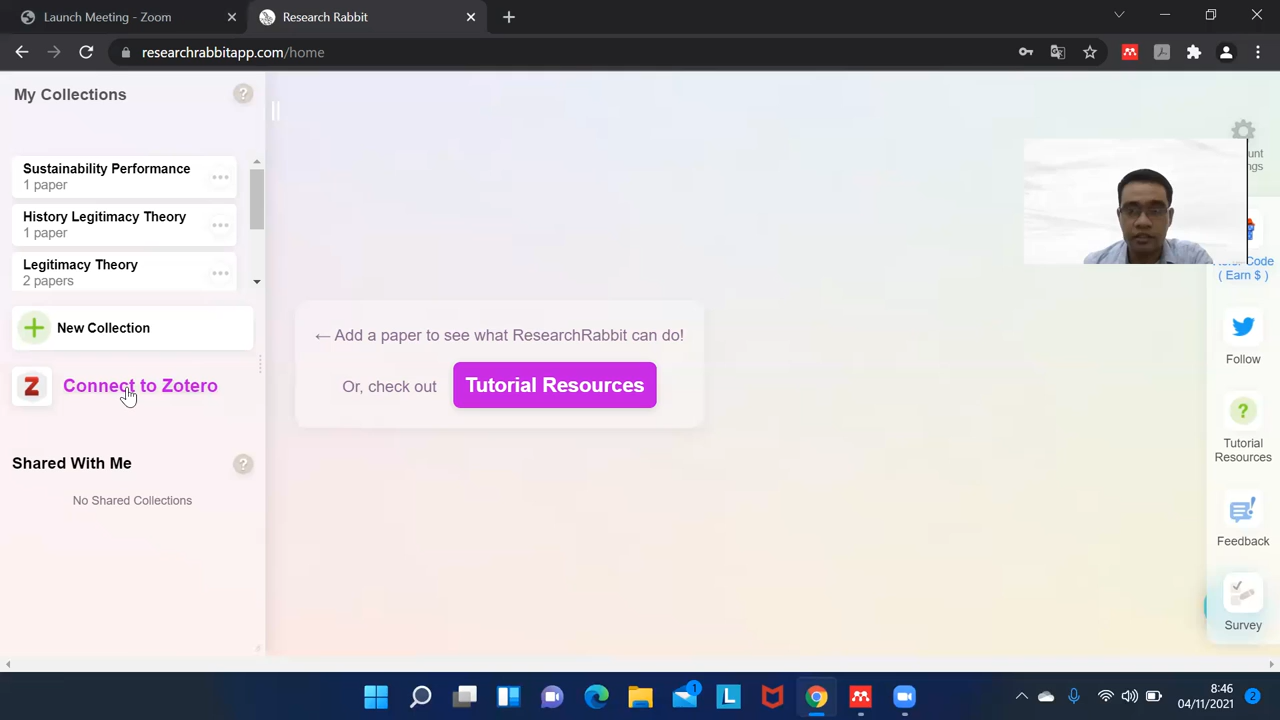 Launch Meeting - Zoom
Research Rabbit
researchrabbitapp.com/home
My Collections
?
Sustainability Performance
1 paper
History Legitimacy Theory
1 paper
Legitimacy Theory
2 papers
New Collection
Z
Connect to Zotero
Shared With Me
?
No Shared Collections
← Add a paper to see what ResearchRabbit can do!
Or, check out
Tutorial Resources
Code
( Earn $ )
Follow
?
Tutorial
Resources
Feedback
Survey
1
L
8:46
04/11/2021
2